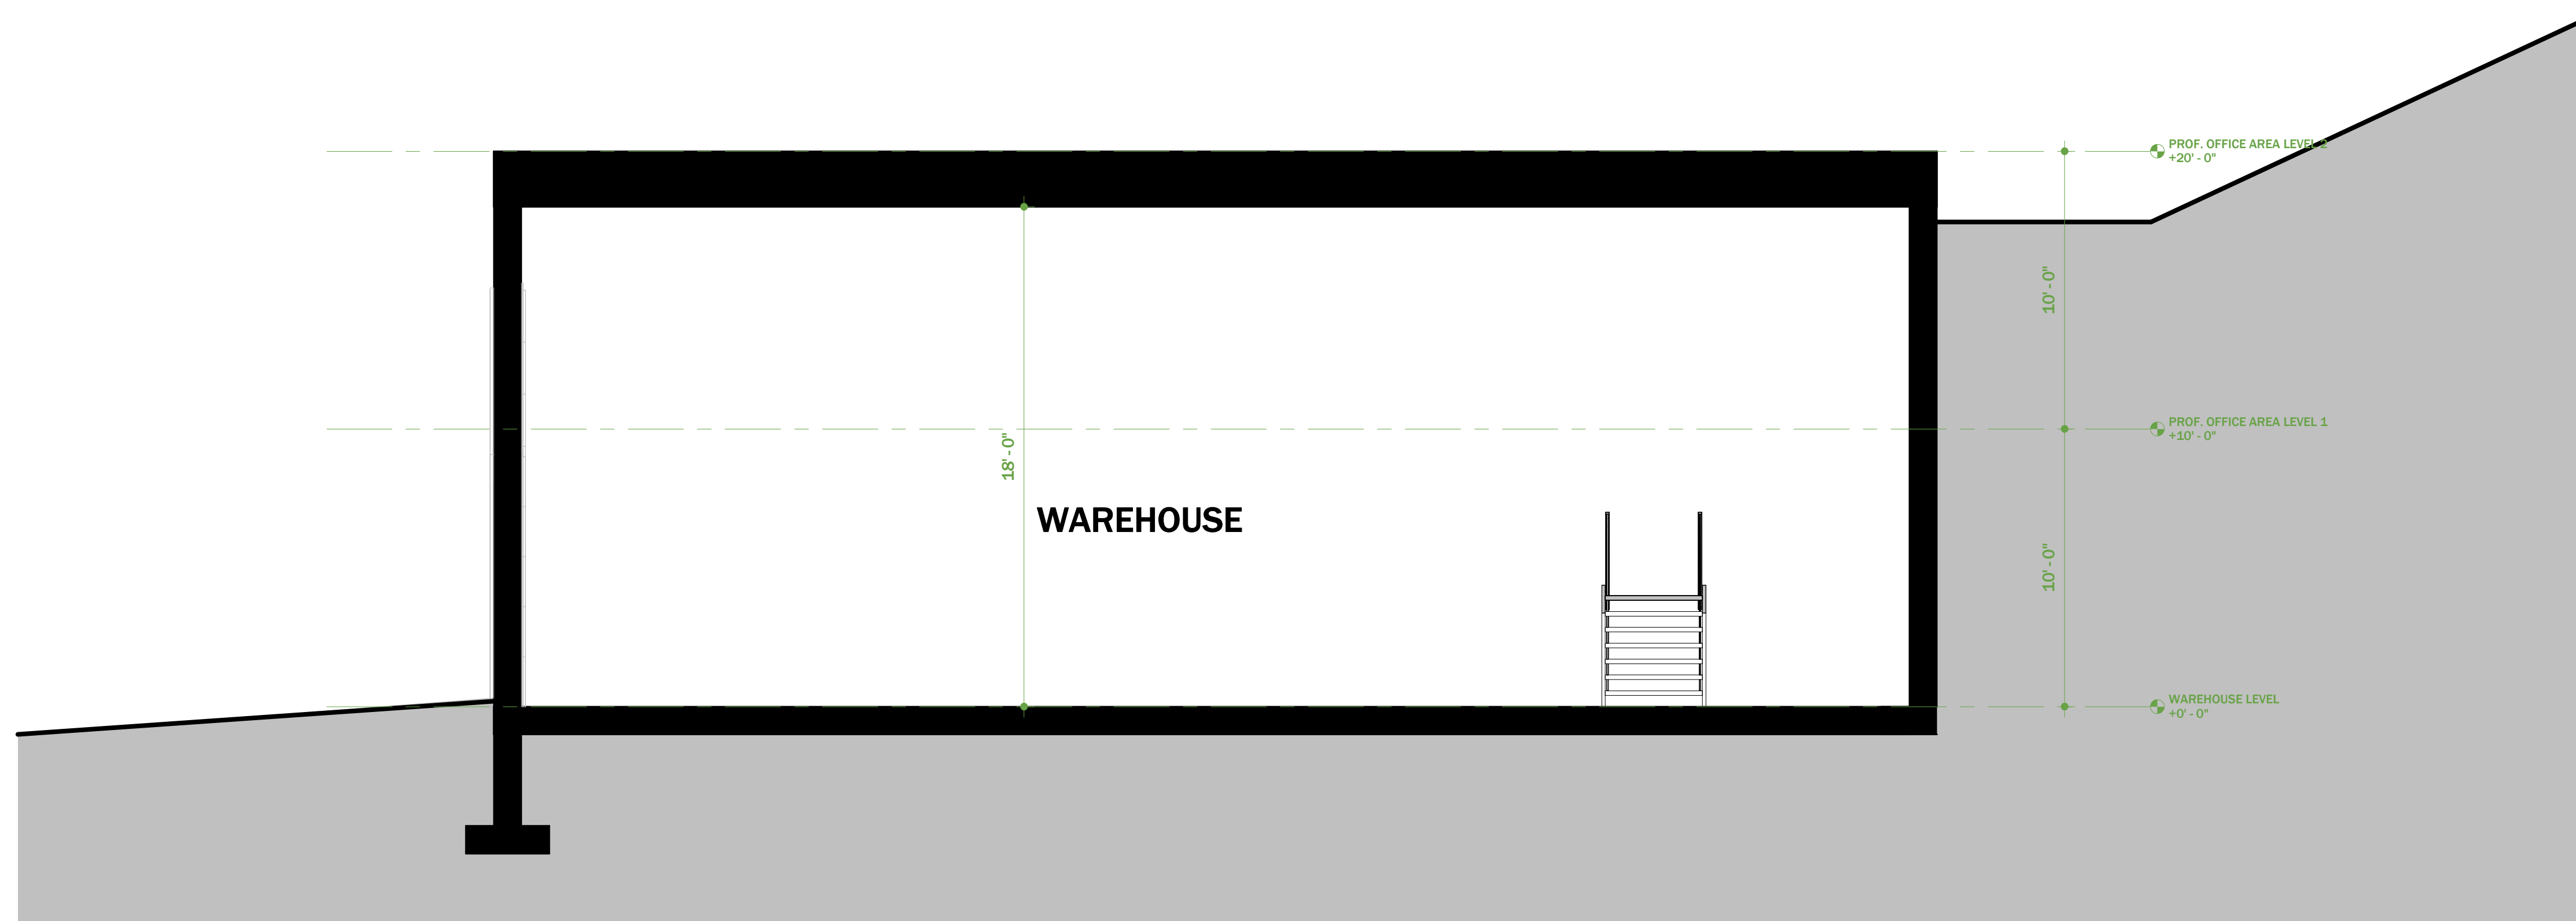 PROF. OFFICE AREA LEVEL 2
+20' - 0"
10' - 0"
PROF. OFFICE AREA LEVEL 1
+10' - 0"
18' - 0"
WAREHOUSE
10' - 0"
WAREHOUSE LEVEL
+0' - 0"